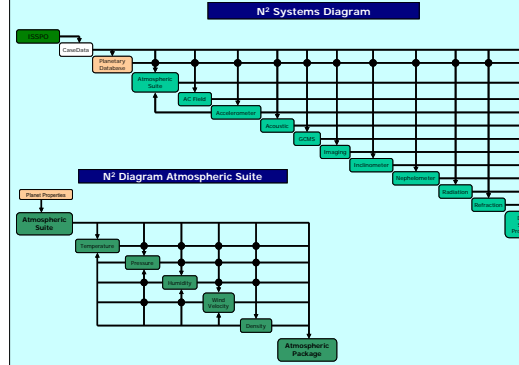 N² Systems Diagram
ISSPO
CaseData
Planetary
Database
Atmospheric
Suite
AC Field
Accelerometer
Acoustic
GCMS
Imaging
Inclinometer
Nephelometer
Radiation
Refraction
N² Diagram Atmospheric Suite
Planet Properties
Atmospheric
Suite
Temperature
Pressure
Humidity
Wind
Velocity
Density
Atmospheric
Package